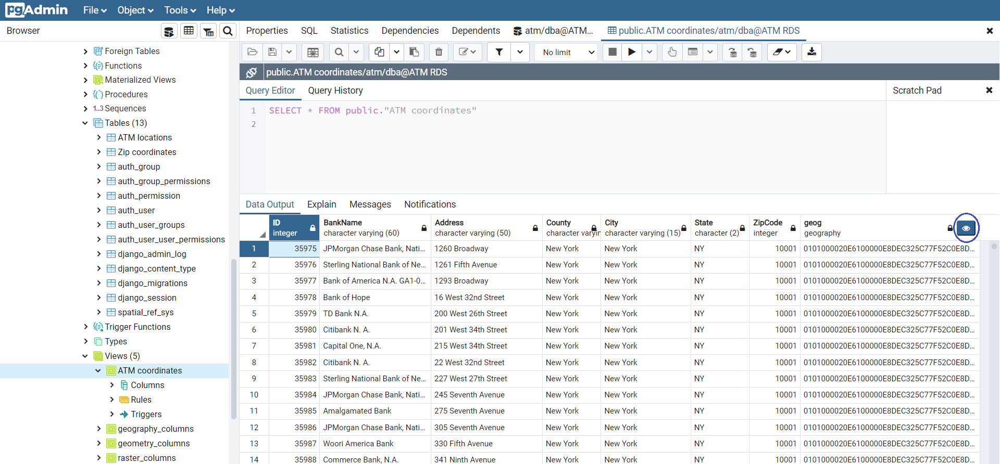 pgAdmin File Object Tools Help
Browser
Properties SQL Statistics Dependencies Dependents atm/dba@ATM... public.ATM coordinates/atm/dba@ATM RDS
No limit
public.ATM coordinates/atm/dba@ATM RDS
Query Editor Query History
Scratch Pad
1 SELECT * FROM public."ATM coordinates"
2
Foreign Tables
Functions
Materialized Views
Procedures
1..3 Sequences
Tables (13)
ATM locations
Zip coordinates
auth_group
auth_group_permissions
auth_permission
auth_user
auth_user_groups
auth_user_user_permissions
django_admin_log
django_content_type
django_migrations
django_session
spatial_ref_sys
Trigger Functions
Types
Views (5)
ATM coordinates
Columns
Rules
Triggers
geography_columns
geometry_columns
raster_columns
Data Output Explain Messages Notifications
ID BankName Address County City State ZipCode geog
integer character varying (60) character varying (50) character varyin character varying (15) character (2) integer geography
1 35975 JPMorgan Chase Bank, Nati... 1260 Broadway New York New York NY 10001 0101000020E6100000E8DEC325C77F52C0E8D...
2 35976 Sterling National Bank of Ne... 1261 Fifth Avenue New York New York NY 10001 0101000020E6100000E8DEC325C77F52C0E8D...
3 35977 Bank of America N.A. GA1-0... 1293 Broadway New York New York NY 10001 0101000020E6100000E8DEC325C77F52C0E8D...
4 35978 Bank of Hope 16 West 32nd Street New York New York NY 10001 0101000020E6100000E8DEC325C77F52C0E8D...
5 35979 TD Bank N.A. 200 West 26th Street New York New York NY 10001 0101000020E6100000E8DEC325C77F52C0E8D...
6 35980 Citibank N. A. 201 West 34th Street New York New York NY 10001 0101000020E6100000E8DEC325C77F52C0E8D...
7 35981 Capital One, N.A. 215 West 34th Street New York New York NY 10001 0101000020E6100000E8DEC325C77F52C0E8D...
8 35982 Citibank N. A. 22 West 32nd Street New York New York NY 10001 0101000020E6100000E8DEC325C77F52C0E8D...
9 35983 Sterling National Bank of Ne... 227 West 27th Street New York New York NY 10001 0101000020E6100000E8DEC325C77F52C0E8D...
10 35984 JPMorgan Chase Bank, Nati... 245 Seventh Avenue New York New York NY 10001 0101000020E6100000E8DEC325C77F52C0E8D...
11 35985 Amalgamated Bank 275 Seventh Avenue New York New York NY 10001 0101000020E6100000E8DEC325C77F52C0E8D...
12 35986 JPMorgan Chase Bank, Nati... 305 Seventh Avenue New York New York NY 10001 0101000020E6100000E8DEC325C77F52C0E8D...
13 35987 Woori America Bank 330 Fifth Avenue New York New York NY 10001 0101000020E6100000E8DEC325C77F52C0E8D...
14 35988 Commerce Bank, N.A. 341 Ninth Avenue New York New York NY 10001 0101000020E6100000E8DEC325C77F52C0E8D...